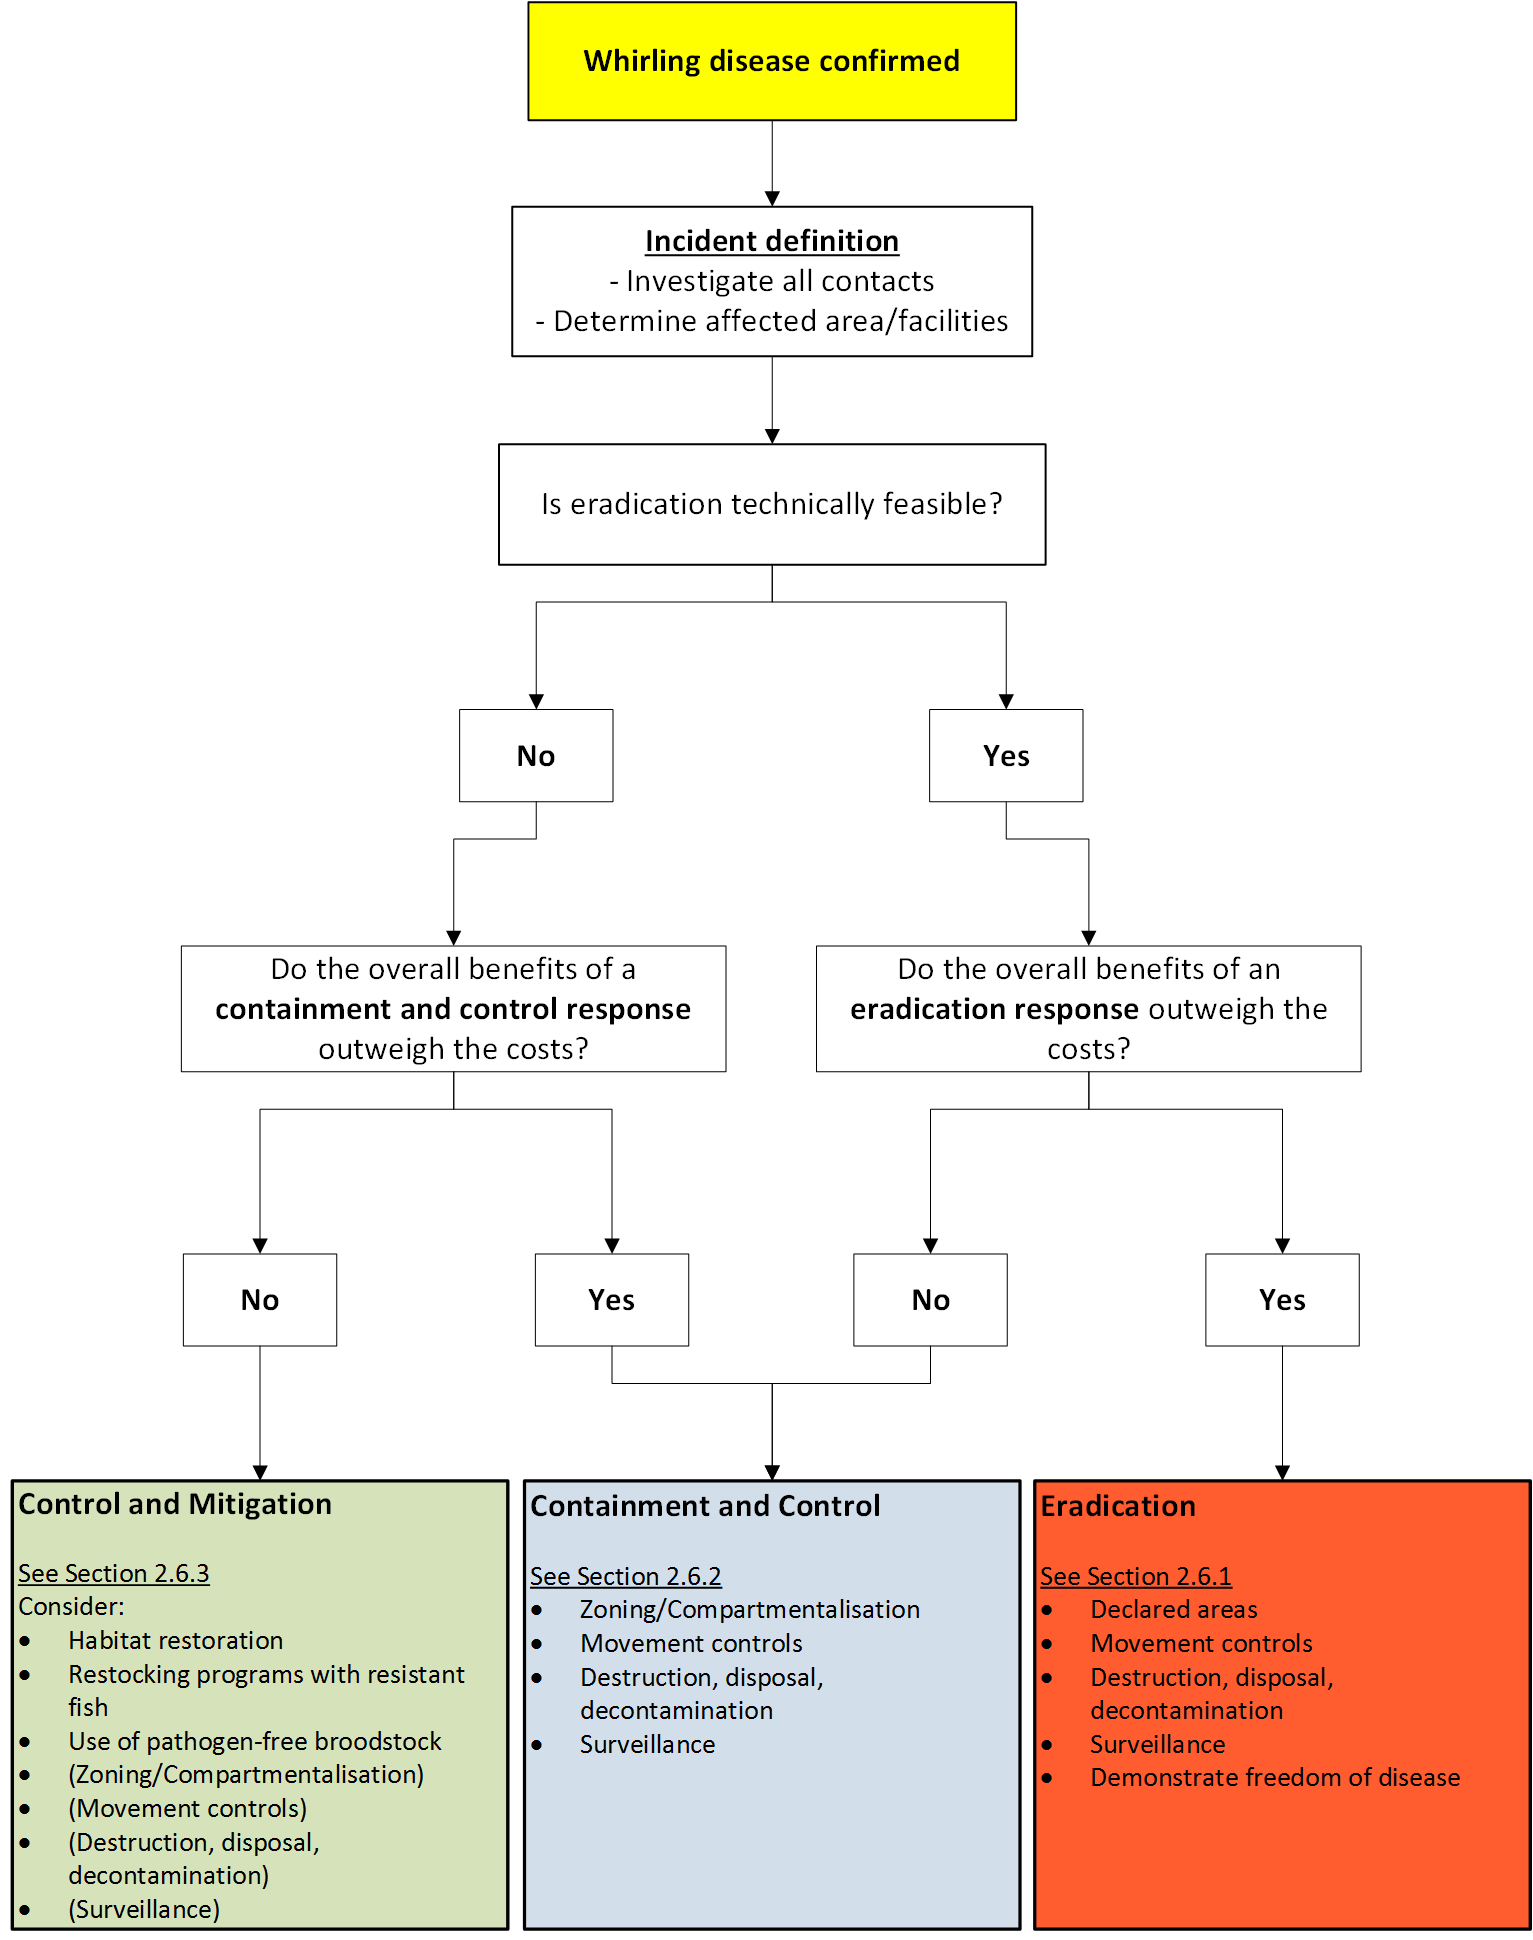 Whirling disease confirmed
Incident definition
- Investigate all contacts
- Determine affected area/facilities
Is eradication technically feasible?
No
Yes
Do the overall benefits of a
containment and control response
outweigh the costs?
Do the overall benefits of an
eradication response outweigh the
costs?
No
Yes
No
Yes
Control and Mitigation
See Section 2.6.3
Consider:
• Habitat restoration
• Restocking programs with resistant
fish
• Use of pathogen-free broodstock
• (Zoning/Compartmentalisation)
• (Movement controls)
• (Destruction, disposal,
decontamination)
• (Surveillance)
Containment and Control
See Section 2.6.2
• Zoning/Compartmentalisation
• Movement controls
• Destruction, disposal,
decontamination
• Surveillance
Eradication
See Section 2.6.1
• Declared areas
• Movement controls
• Destruction, disposal,
decontamination
• Surveillance
• Demonstrate freedom of disease